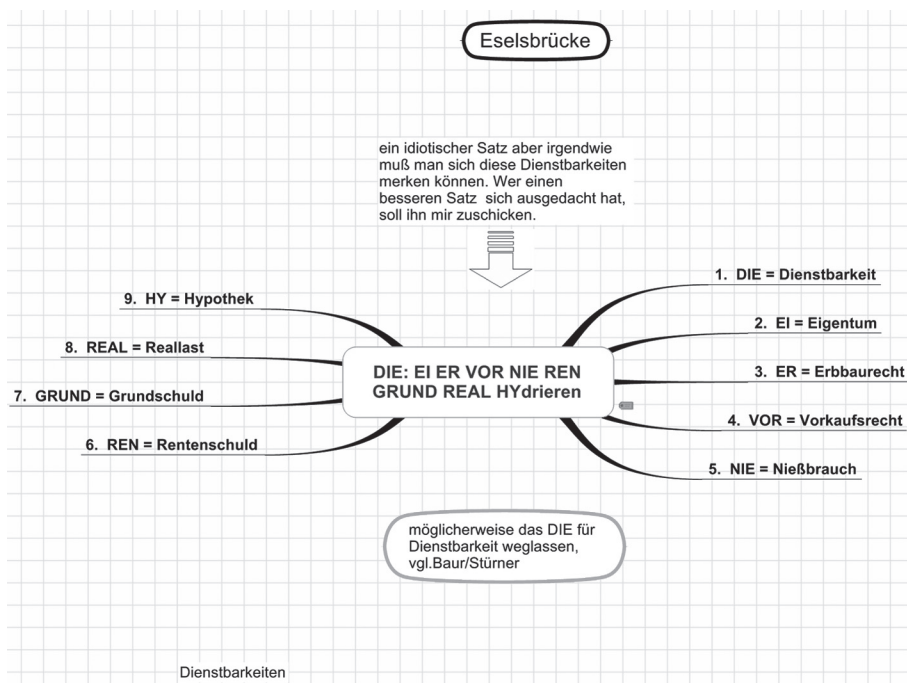 Eselsbrücke
ein idiotischer Satz aber irgendwie
muß man sich diese Dienstbarkeiten
merken können. Wer einen
besseren Satz  sich ausgedacht hat,
soll ihn mir zuschicken.
DIE: EI ER VOR NIE REN
GRUND REAL HYdrieren
1.  DIE = Dienstbarkeit
2.  EI = Eigentum
3.  ER = Erbbaurecht
4.  VOR = Vorkaufsrecht
5.  NIE = Nießbrauch
6.  REN = Rentenschuld
7.  GRUND = Grundschuld
8.  REAL = Reallast
9.  HY = Hypothek
möglicherweise das DIE für
Dienstbarkeit weglassen,
vgl.Baur/Stürner
Dienstbarkeiten